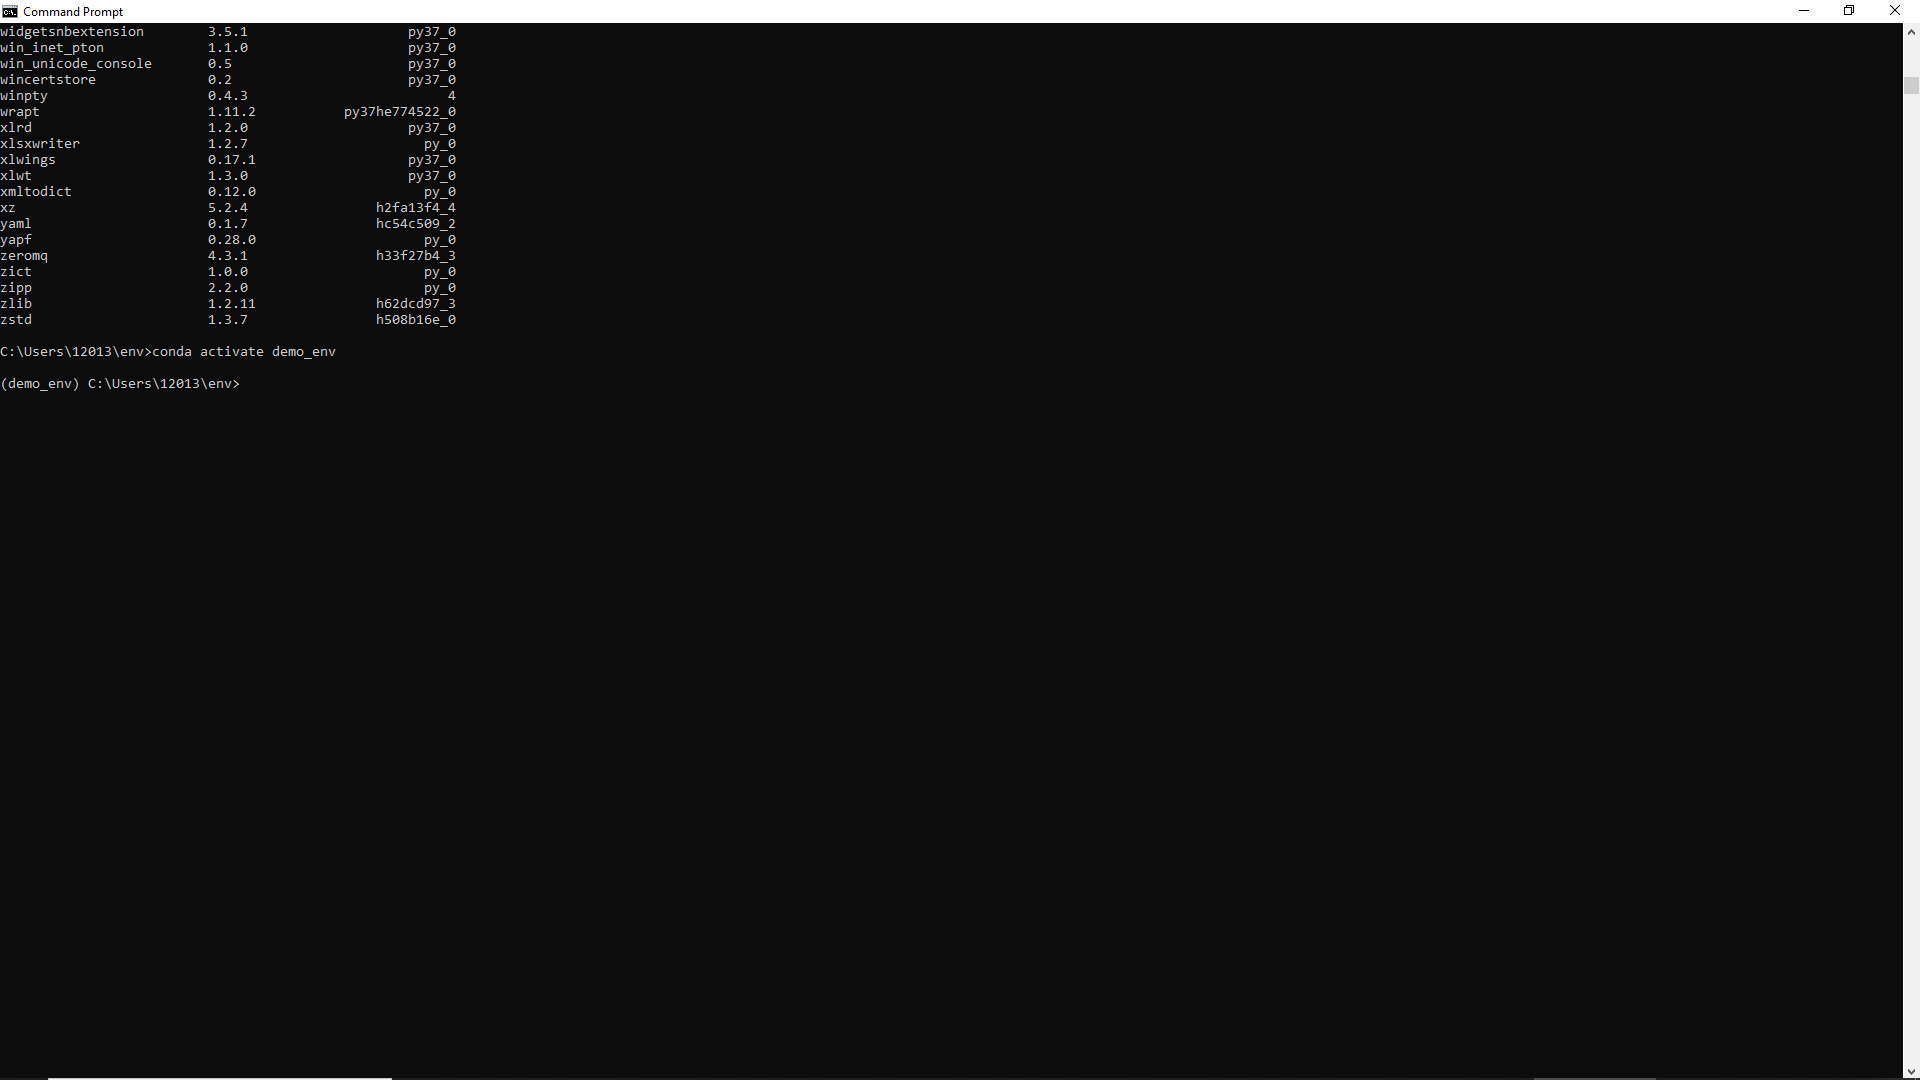 Command Prompt
widgetsnbextension 3.5.1 py37_0
win_inet_pton 1.1.0 py37_0
win_unicode_console 0.5 py37_0
wincertstore 0.2 py37_0
winpty 0.4.3 4
wrapt 1.11.2 py37he774522_0
xlrd 1.2.0 py37_0
xlsxwriter 1.2.7 py_0
xlwings 0.17.1 py37_0
xlwt 1.3.0 py37_0
xmltodict 0.12.0 py_0
xz 5.2.4 h2fa13f4_4
yaml 0.1.7 hc54c509_2
yapf 0.28.0 py_0
zeromq 4.3.1 h33f27b4_3
zict 1.0.0 py_0
zipp 2.2.0 py_0
zlib 1.2.11 h62dcd97_3
zstd 1.3.7 h508b16e_0
C:\Users\12013\env>conda activate demo_env
(demo_env) C:\Users\12013\env>